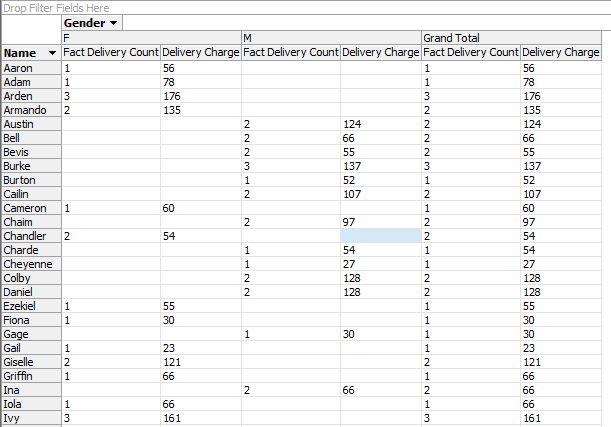 Drop Filter Fields Here
Gender
F M Grand Total
Name Fact Delivery Count Delivery Charge Fact Delivery Count Delivery Charge Fact Delivery Count Delivery Charge
Aaron 1 56 1 56
Adam 1 78 1 78
Arden 3 176 3 176
Armando 2 135 2 135
Austin 2 124 2 124
Bell 2 66 2 66
Bevis 2 55 2 55
Burke 3 137 3 137
Burton 1 52 1 52
Cailin 2 107 2 107
Cameron 1 60 1 60
Chaim 2 97 2 97
Chandler 2 54 2 54
Charde 1 54 1 54
Cheyenne 1 27 1 27
Colby 2 128 2 128
Daniel 2 128 2 128
Ezekiel 1 55 1 55
Fiona 1 30 1 30
Gage 1 30 1 30
Gail 1 23 1 23
Giselle 2 121 2 121
Griffin 1 66 1 66
Ina 2 66 2 66
Iola 1 66 1 66
Ivy 3 161 3 161